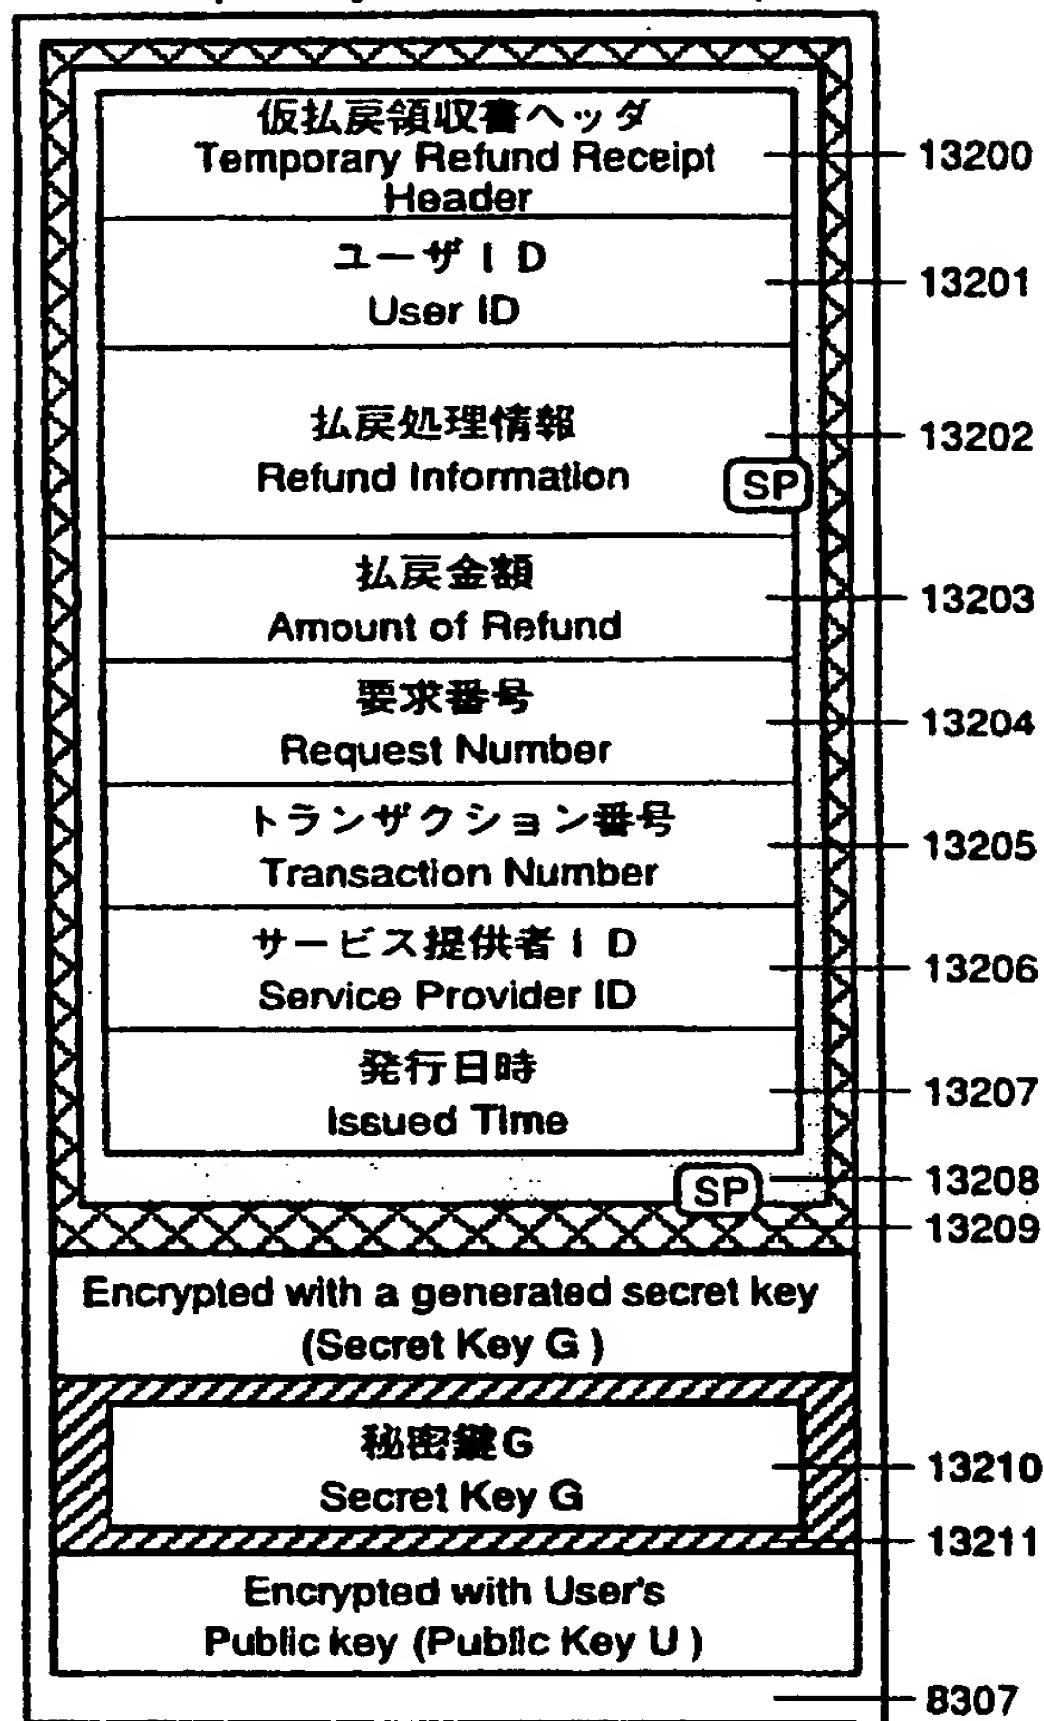 仮払戻領収書ヘッダ
Temporary Refund Receipt
Header
13200
ユーザID
User ID
13201
払戻処理情報
Refund Information
13202
SP
払戻金額
Amount of Refund
13203
要求番号
Request Number
13204
トランザクション番号
Transaction Number
13205
サービス提供者ID
Service Provider ID
13206
発行日時
Issued Time
13207
SP
13208
13209
Encrypted with a generated secret key
(Secret Key G )
秘密鍵G
Secret Key G
13210
13211
Encrypted with User's
Public key (Public Key U )
8307